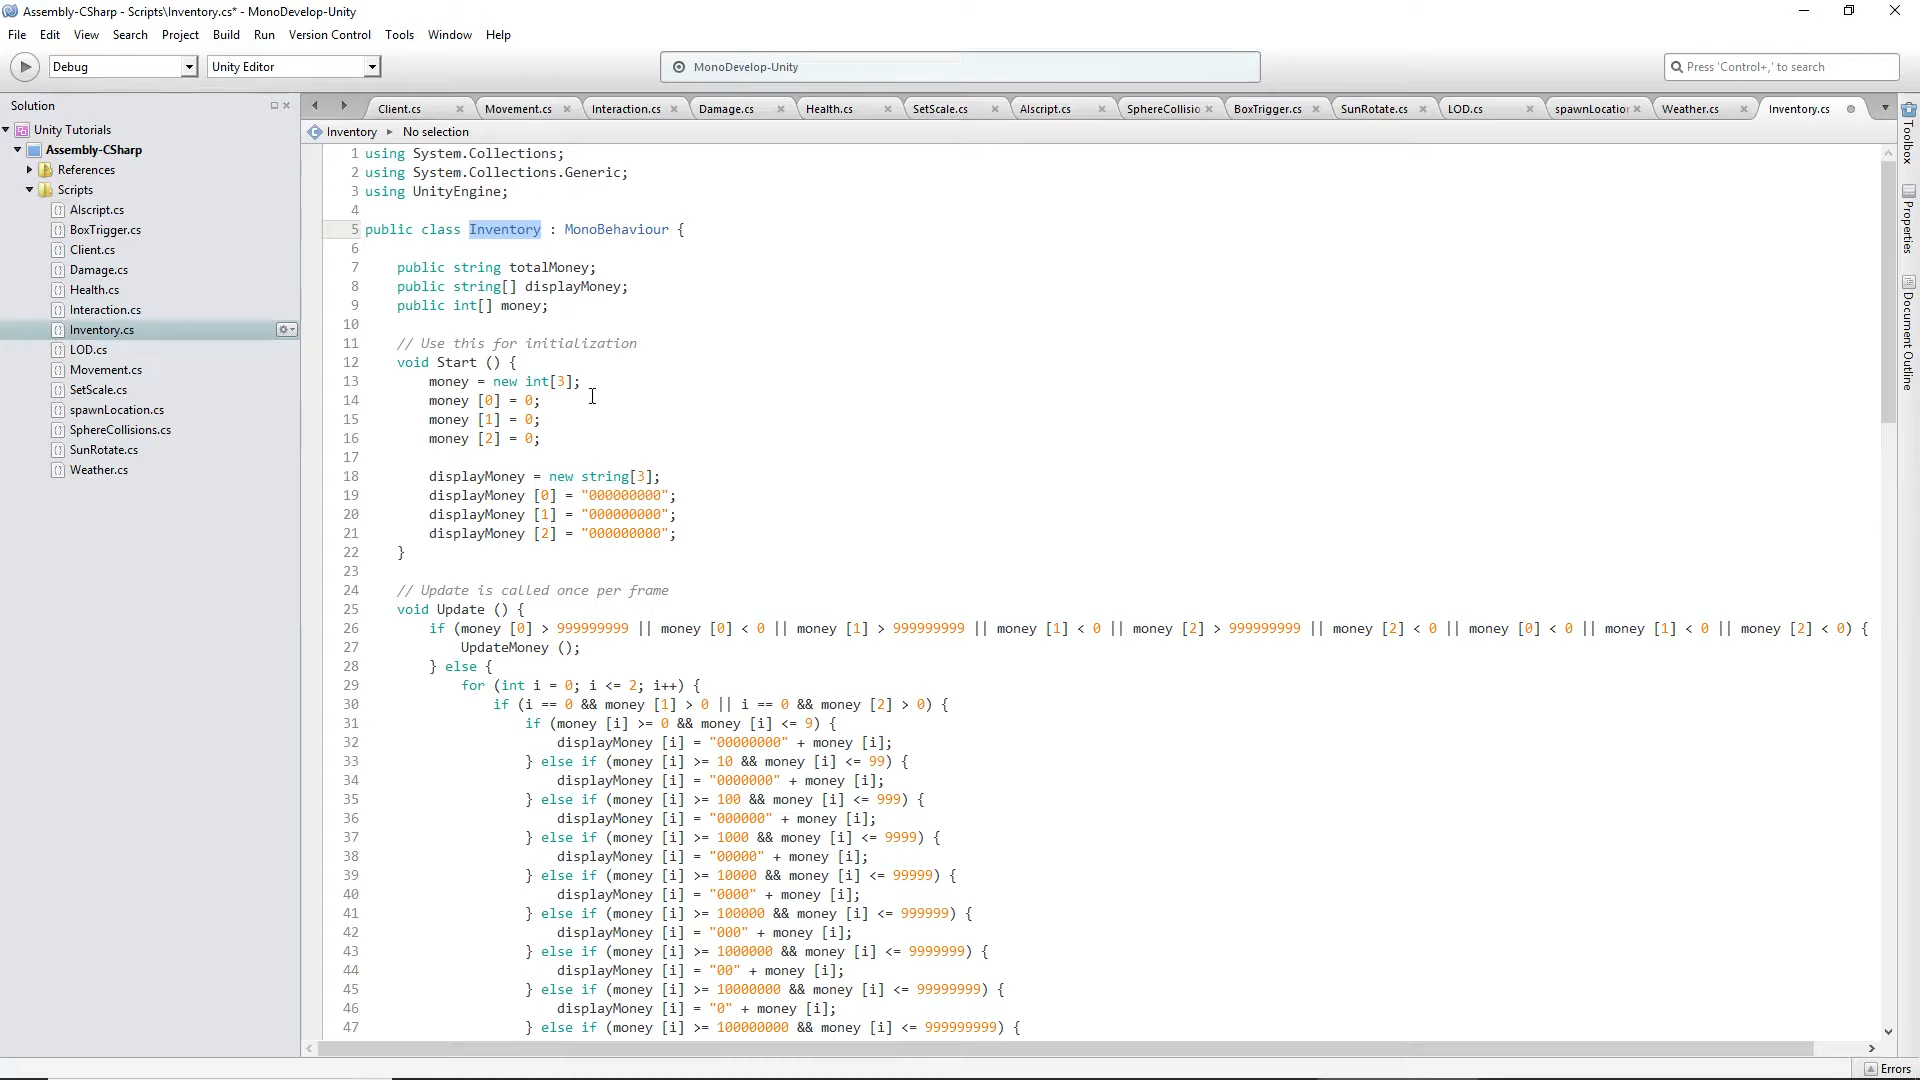 Assembly-CSharp - Scripts\Inventory.cs* - MonoDevelop-Unity
File Edit View Search Project Build Run Version Control Tools Window Help
Debug Unity Editor MonoDevelop-Unity Press 'Control+,' to search
Solution
Client.cs Movement.cs Interaction.cs Damage.cs Health.cs SetScale.cs AIscript.cs SphereCollisio BoxTrigger.cs SunRotate.cs LOD.cs spawnLocatio Weather.cs Inventory.cs
Inventory No selection
Unity Tutorials
Assembly-CSharp
References
Scripts
AIscript.cs
BoxTrigger.cs
Client.cs
Damage.cs
Health.cs
Interaction.cs
Inventory.cs
LOD.cs
Movement.cs
SetScale.cs
spawnLocation.cs
SphereCollisions.cs
SunRotate.cs
Weather.cs
1 using System.Collections;
2 using System.Collections.Generic;
3 using UnityEngine;
4
5 public class Inventory : MonoBehaviour {
6
7 public string totalMoney;
8 public string[] displayMoney;
9 public int[] money;
10
11 // Use this for initialization
12 void Start () {
13 money = new int[3];
14 money [0] = 0;
15 money [1] = 0;
16 money [2] = 0;
17
18 displayMoney = new string[3];
19 displayMoney [0] = "000000000";
20 displayMoney [1] = "000000000";
21 displayMoney [2] = "000000000";
22 }
23
24 // Update is called once per frame
25 void Update () {
26 if (money [0] > 999999999 || money [0] < 0 || money [1] > 999999999 || money [1] < 0 || money [2] > 999999999 || money [2] < 0 || money [0] < 0 || money [1] < 0 || money [2] < 0) {
27 UpdateMoney ();
28 } else {
29 for (int i = 0; i <= 2; i++) {
30 if (i == 0 && money [1] > 0 || i == 0 && money [2] > 0) {
31 if (money [i] >= 0 && money [i] <= 9) {
32 displayMoney [i] = "00000000" + money [i];
33 } else if (money [i] >= 10 && money [i] <= 99) {
34 displayMoney [i] = "0000000" + money [i];
35 } else if (money [i] >= 100 && money [i] <= 999) {
36 displayMoney [i] = "000000" + money [i];
37 } else if (money [i] >= 1000 && money [i] <= 9999) {
38 displayMoney [i] = "00000" + money [i];
39 } else if (money [i] >= 10000 && money [i] <= 99999) {
40 displayMoney [i] = "0000" + money [i];
41 } else if (money [i] >= 100000 && money [i] <= 999999) {
42 displayMoney [i] = "000" + money [i];
43 } else if (money [i] >= 1000000 && money [i] <= 9999999) {
44 displayMoney [i] = "00" + money [i];
45 } else if (money [i] >= 10000000 && money [i] <= 99999999) {
46 displayMoney [i] = "0" + money [i];
47 } else if (money [i] >= 100000000 && money [i] <= 999999999) {
Toolbox
Properties
Document Outline
Errors